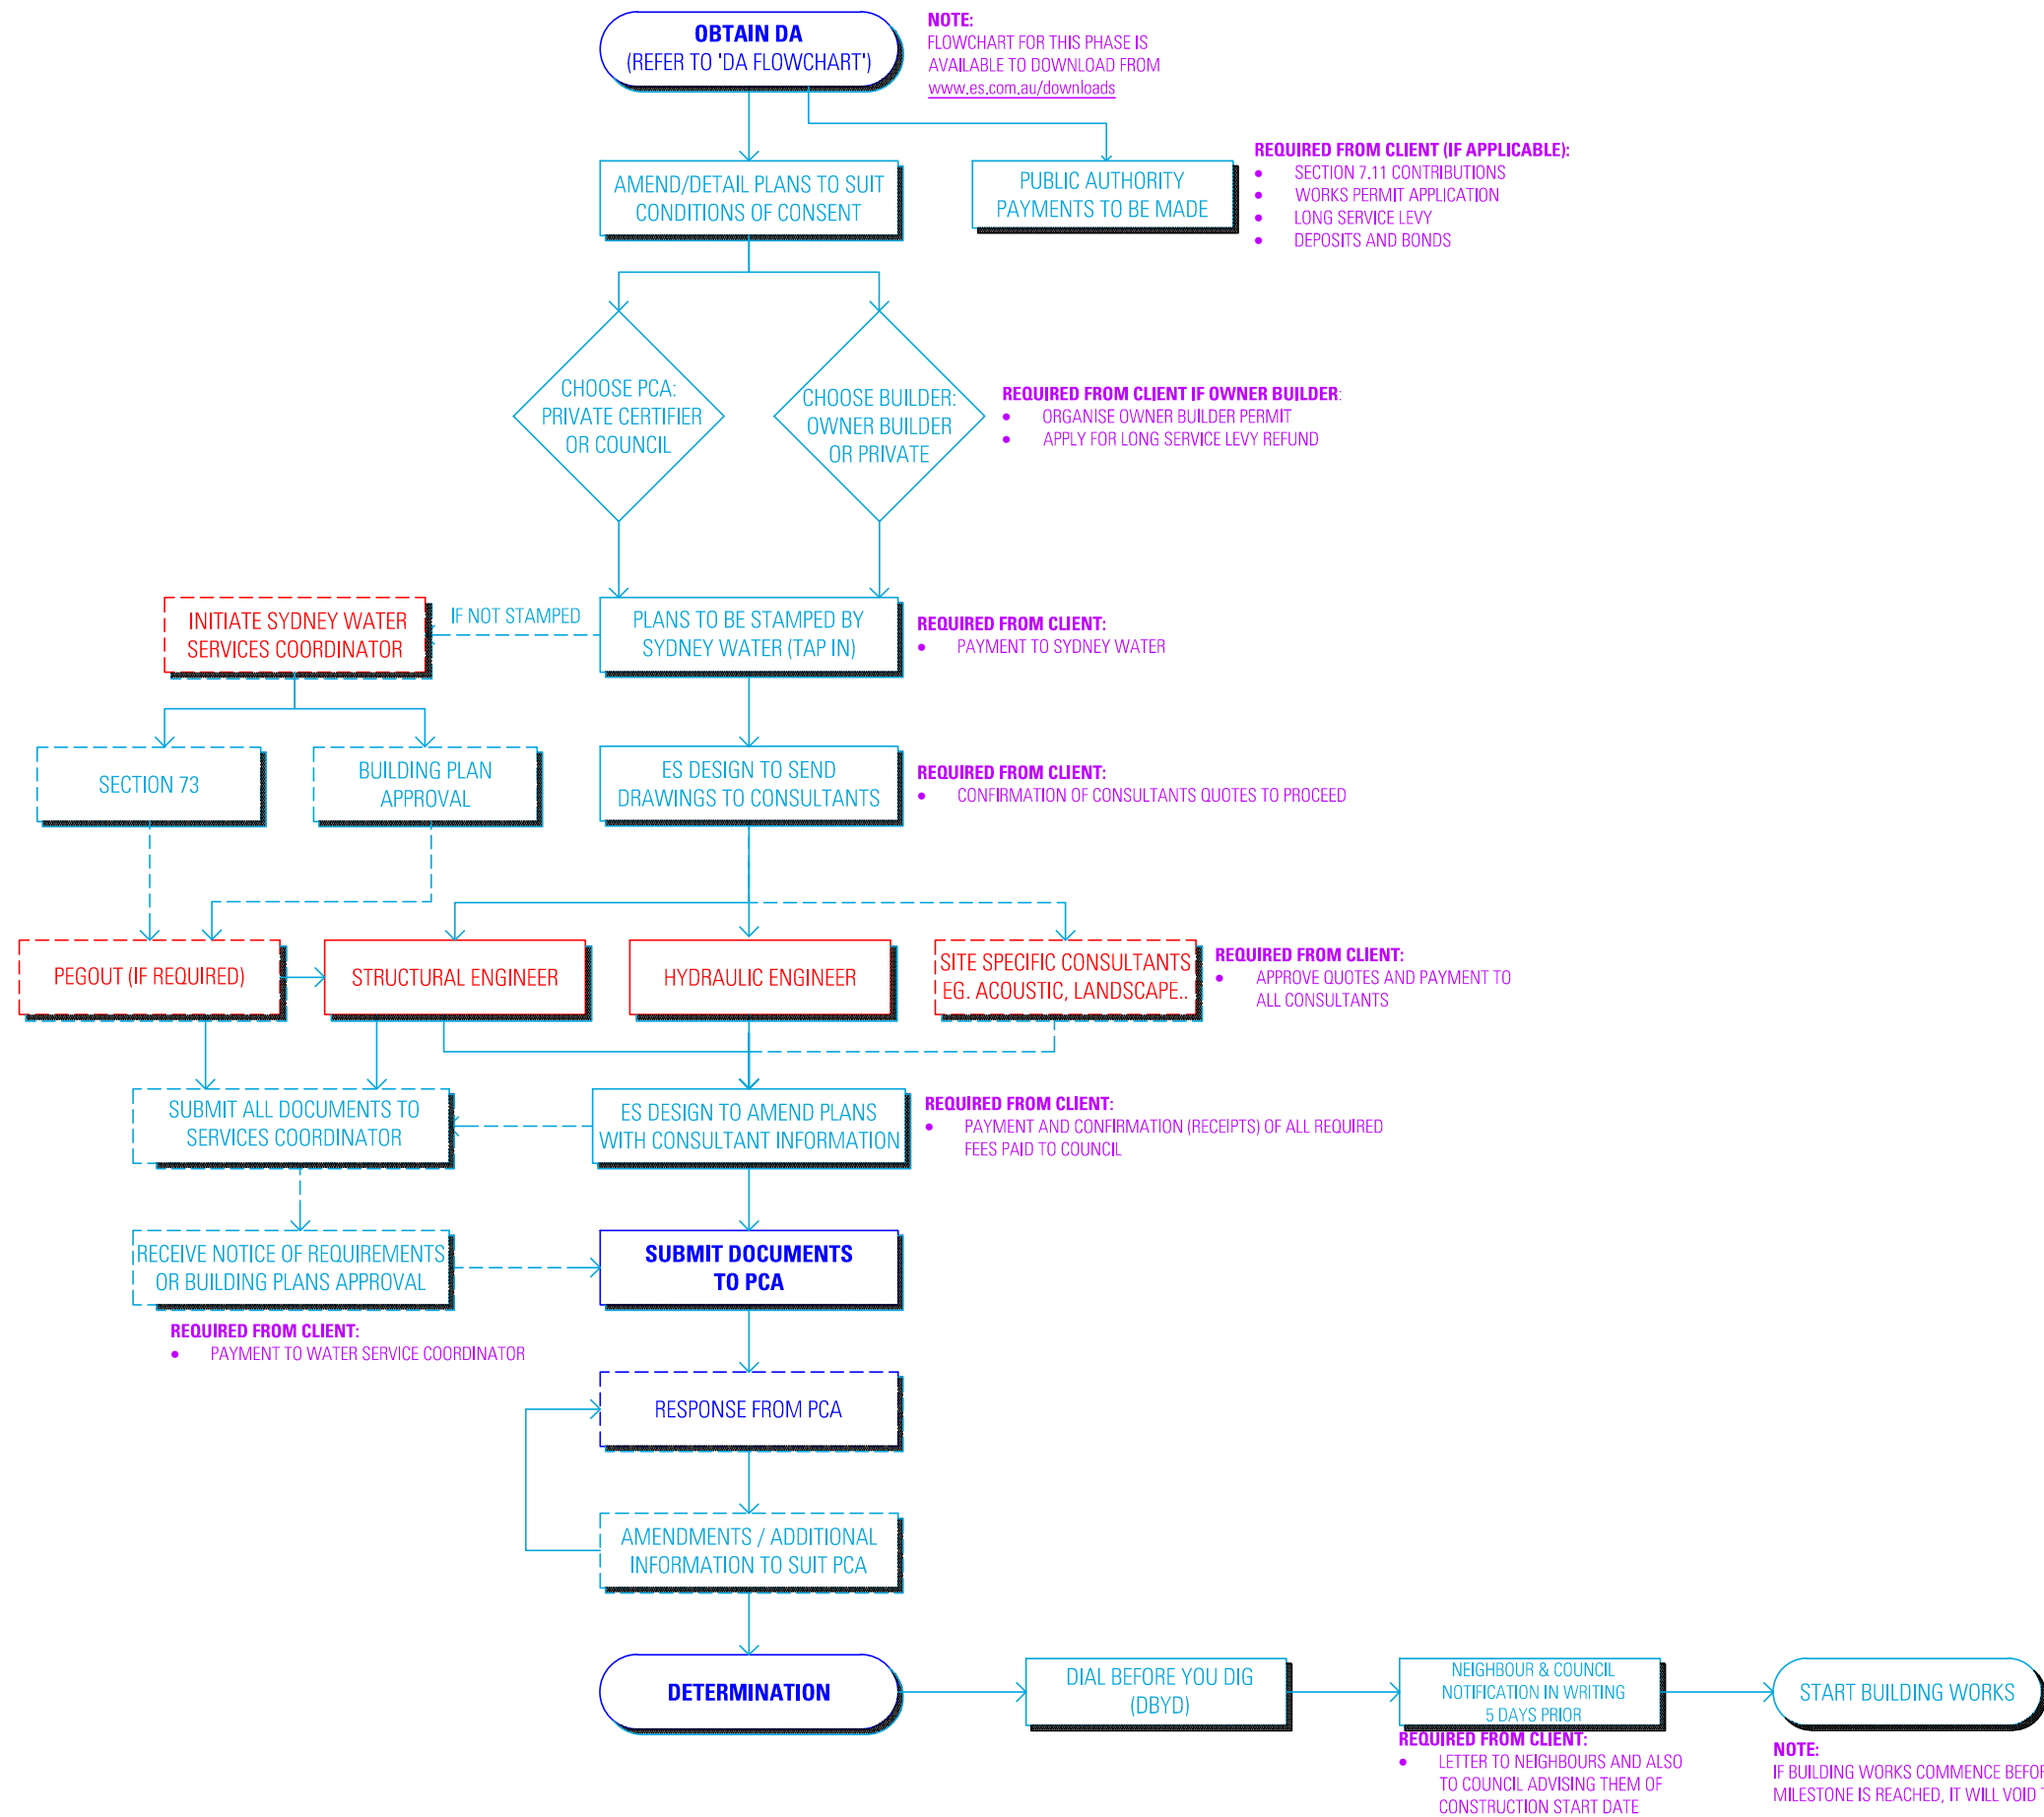 OBTAIN DA
(REFER TO 'DA FLOWCHART')
NOTE:
FLOWCHART FOR THIS PHASE IS
AVAILABLE TO DOWNLOAD FROM
www.es.com.au/downloads
AMEND/DETAIL PLANS TO SUIT
CONDITIONS OF CONSENT
PUBLIC AUTHORITY
PAYMENTS TO BE MADE
REQUIRED FROM CLIENT (IF APPLICABLE):
• SECTION 7.11 CONTRIBUTIONS
• WORKS PERMIT APPLICATION
• LONG SERVICE LEVY
• DEPOSITS AND BONDS
CHOOSE PCA:
PRIVATE CERTIFIER
OR COUNCIL
CHOOSE BUILDER:
OWNER BUILDER
OR PRIVATE
REQUIRED FROM CLIENT IF OWNER BUILDER:
• ORGANISE OWNER BUILDER PERMIT
• APPLY FOR LONG SERVICE LEVY REFUND
INITIATE SYDNEY WATER
SERVICES COORDINATOR
IF NOT STAMPED
PLANS TO BE STAMPED BY
SYDNEY WATER (TAP IN)
REQUIRED FROM CLIENT:
• PAYMENT TO SYDNEY WATER
SECTION 73
BUILDING PLAN
APPROVAL
ES DESIGN TO SEND
DRAWINGS TO CONSULTANTS
REQUIRED FROM CLIENT:
• CONFIRMATION OF CONSULTANTS QUOTES TO PROCEED
PEGOUT (IF REQUIRED)
STRUCTURAL ENGINEER
HYDRAULIC ENGINEER
SITE SPECIFIC CONSULTANTS
EG. ACOUSTIC, LANDSCAPE..
REQUIRED FROM CLIENT:
• APPROVE QUOTES AND PAYMENT TO
ALL CONSULTANTS
SUBMIT ALL DOCUMENTS TO
SERVICES COORDINATOR
ES DESIGN TO AMEND PLANS
WITH CONSULTANT INFORMATION
REQUIRED FROM CLIENT:
• PAYMENT AND CONFIRMATION (RECEIPTS) OF ALL REQUIRED
FEES PAID TO COUNCIL
RECEIVE NOTICE OF REQUIREMENTS
OR BUILDING PLANS APPROVAL
REQUIRED FROM CLIENT:
• PAYMENT TO WATER SERVICE COORDINATOR
SUBMIT DOCUMENTS
TO PCA
RESPONSE FROM PCA
AMENDMENTS / ADDITIONAL
INFORMATION TO SUIT PCA
DETERMINATION
DIAL BEFORE YOU DIG
(DBYD)
NEIGHBOUR & COUNCIL
NOTIFICATION IN WRITING
5 DAYS PRIOR
REQUIRED FROM CLIENT:
• LETTER TO NEIGHBOURS AND ALSO
TO COUNCIL ADVISING THEM OF
CONSTRUCTION START DATE
START BUILDING WORKS
NOTE:
IF BUILDING WORKS COMMENCE
MILESTONE IS REACHED, IT WILL VOID